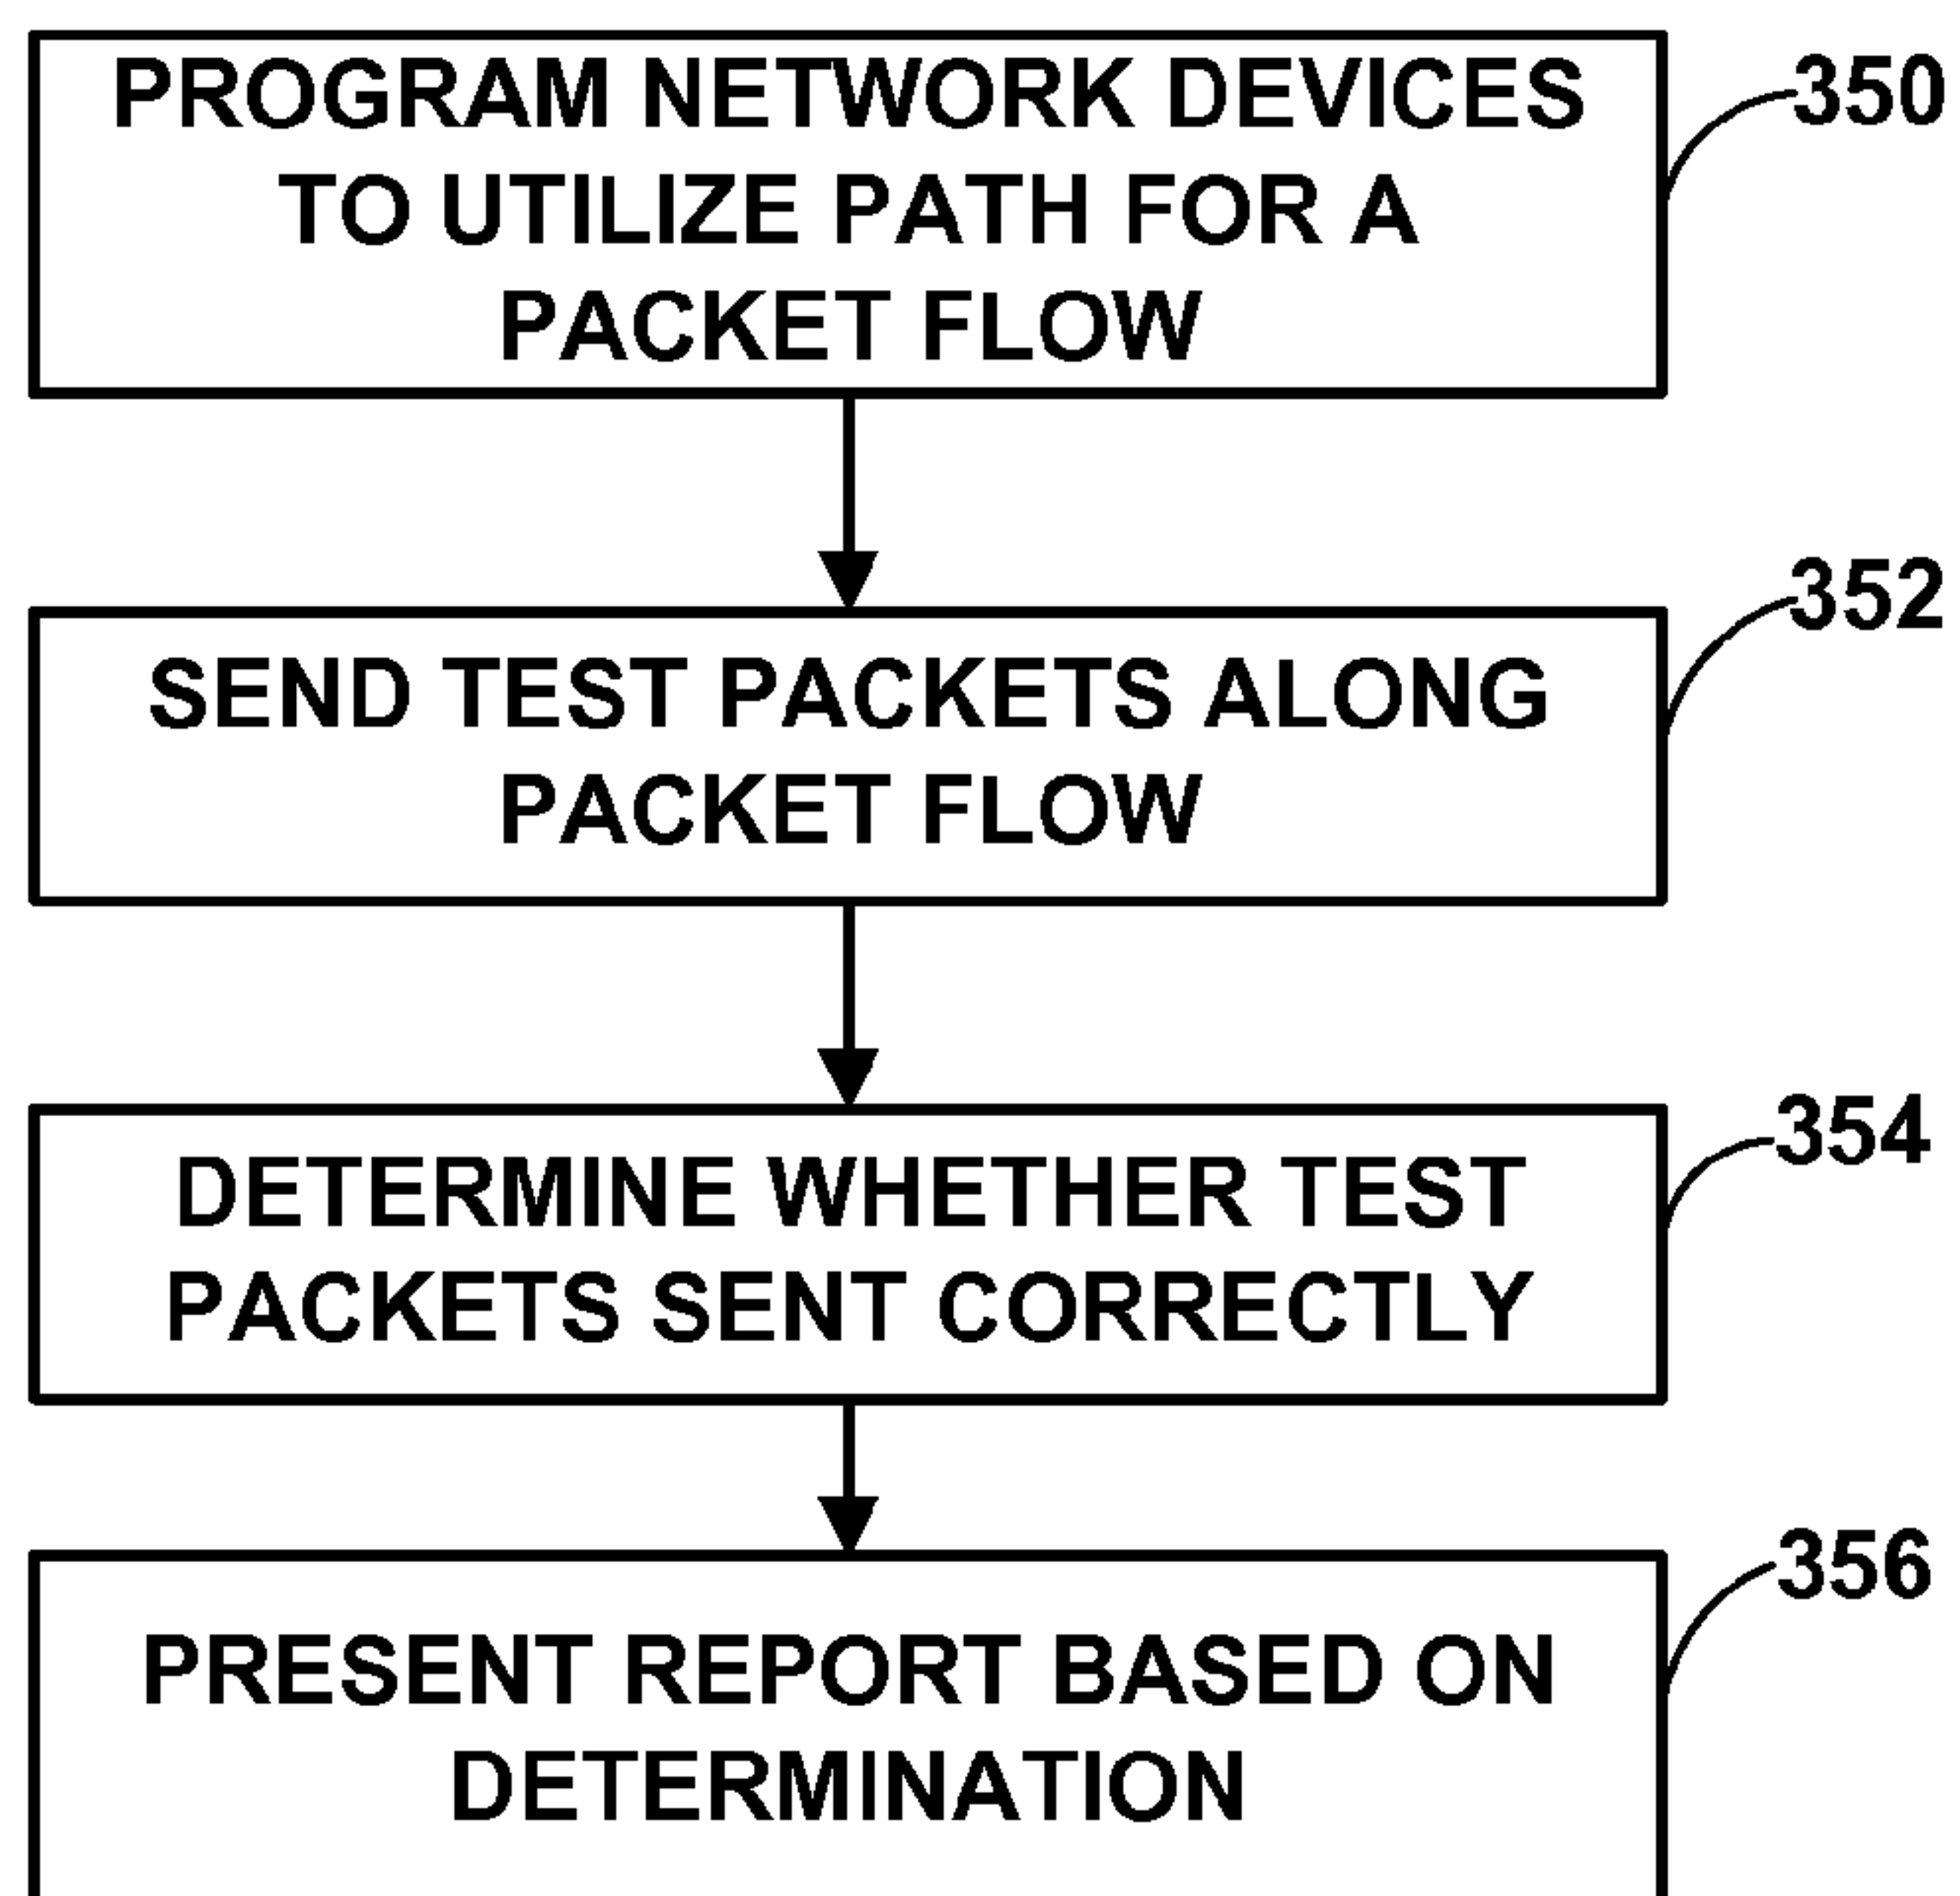 PROGRAM NETWORK DEVICES
TO UTILIZE PATH FOR A
PACKET FLOW
350
SEND TEST PACKETS ALONG
PACKET FLOW
352
DETERMINE WHETHER TEST
PACKETS SENT CORRECTLY
354
PRESENT REPORT BASED ON
DETERMINATION
356